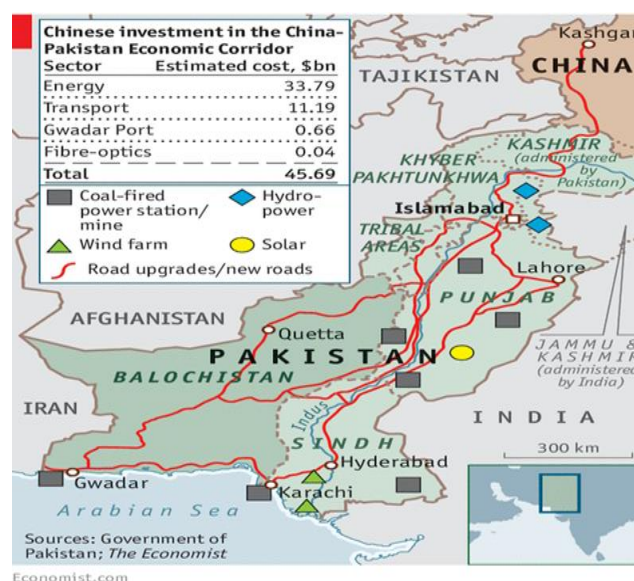 Chinese investment in the China-
Pakistan Economic Corridor
Sector Estimated cost, $bn
Energy 33.79
Transport 11.19
Gwadar Port 0.66
Fibre-optics 0.04
Total 45.69
Coal-fired
power station/
mine
Hydro-
power
Wind farm
Solar
Road upgrades/new roads
Kashgar
CHINA
TAJIKISTAN
KASHMIR
(administered
by
Pakistan)
KHYBER
PAKHTUNKHWA
Islamabad
TRIBAL
AREAS
Lahore
PUNJAB
AFGHANISTAN
Quetta
PAKISTAN
BALOCHISTAN
JAMMU &
KASHMIR
(administered
by India)
IRAN
Indus
SINDH
INDIA
300 km
Hyderabad
Gwadar
Karachi
Arabian Sea
Sources: Government of
Pakistan; The Economist
Economist.com